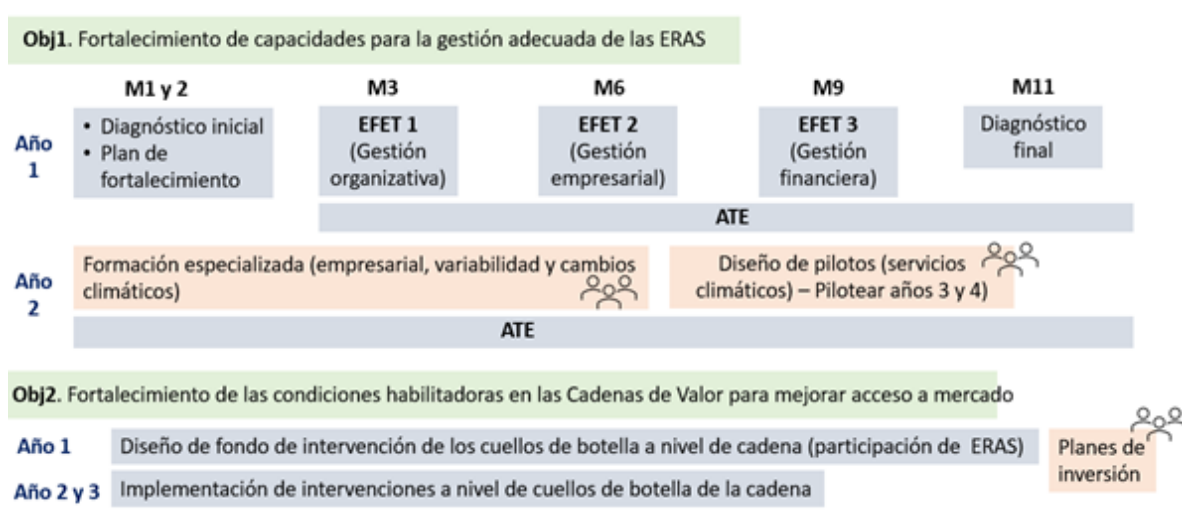 Obj1. Fortalecimiento de capacidades para la gestión adecuada de las ERAS
M1 y 2
M3
M6
M9
M11
Año
1
• Diagnóstico inicial
• Plan de
fortalecimiento
EFET 1
(Gestión
organizativa)
EFET 2
(Gestión
empresarial)
EFET 3
(Gestión
financiera)
Diagnóstico
final
ATE
Año
2
Formación especializada (empresarial, variabilidad y cambios
climáticos)
Diseño de pilotos (servicios
climáticos) – Pilotear años 3 y 4)
ATE
Obj2. Fortalecimiento de las condiciones habilitadoras en las Cadenas de Valor para mejorar acceso a mercado
Año 1
Diseño de fondo de intervención de los cuellos de botella a nivel de cadena (participación de ERAS)
Planes de
inversión
Año 2 y 3
Implementación de intervenciones a nivel de cuellos de botella de la cadena